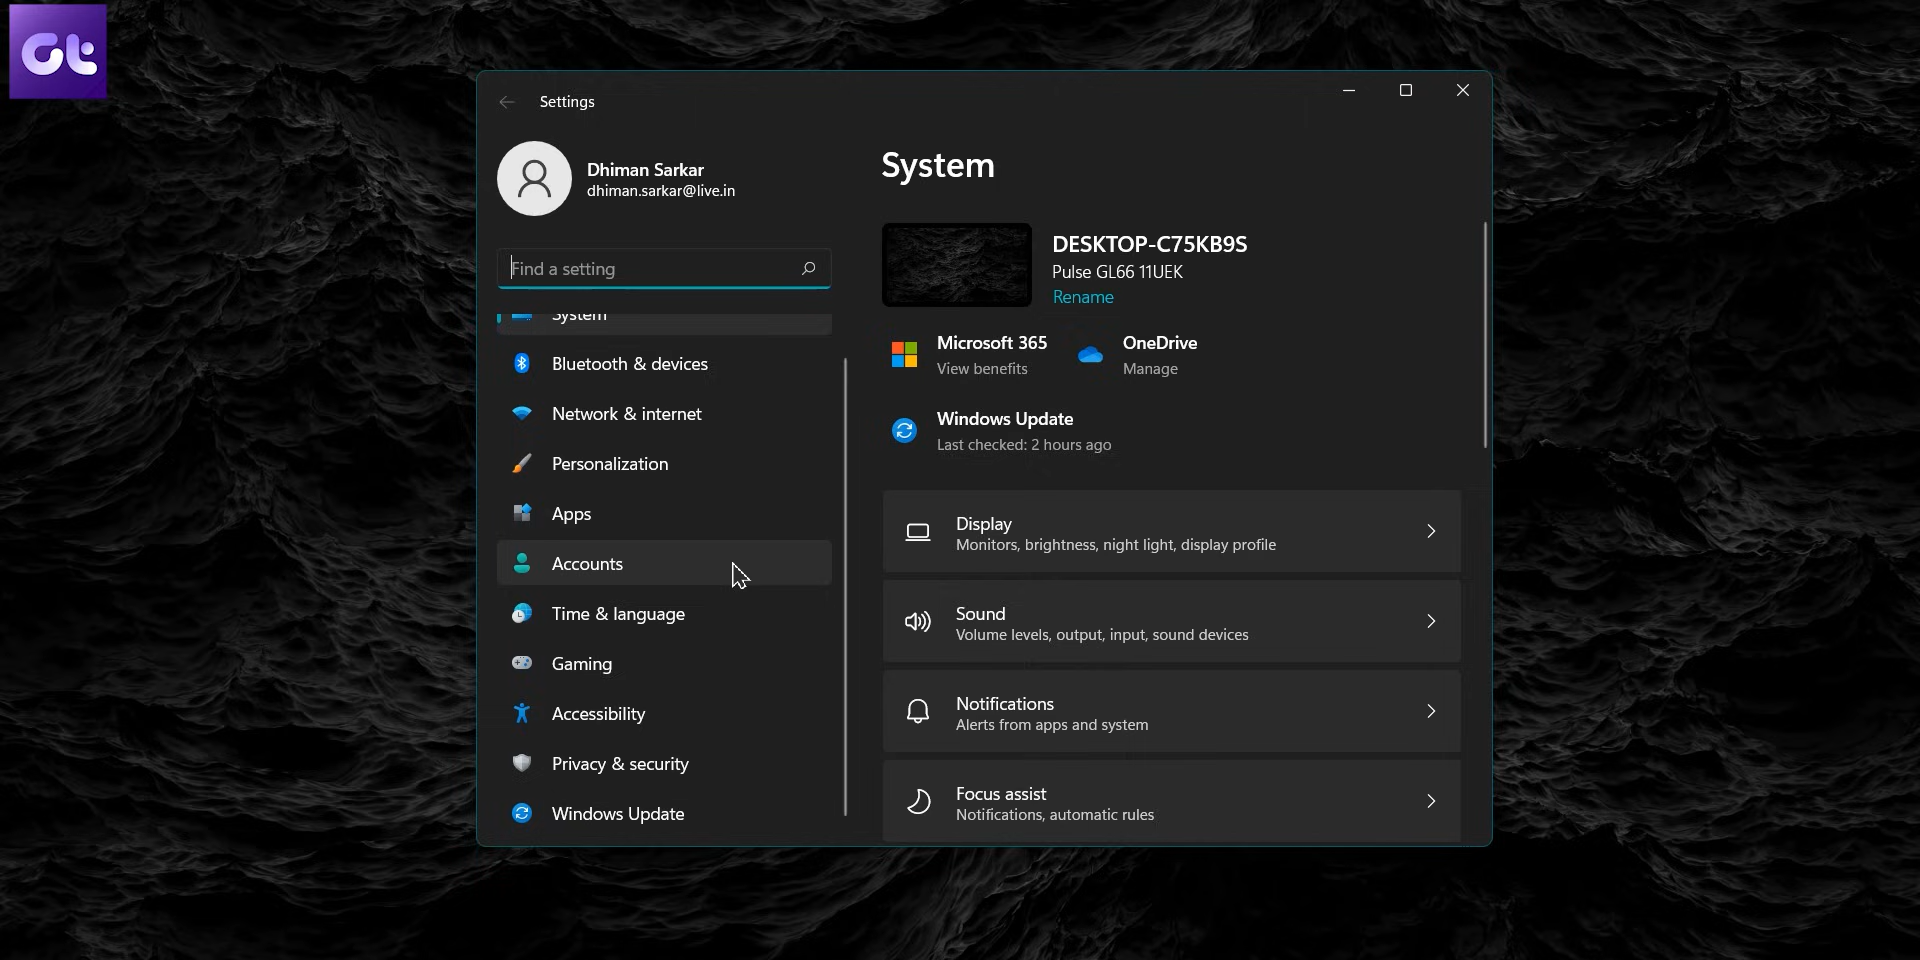 Gt
Settings
Dhiman Sarkar
dhiman.sarkar@live.in
Find a setting
System
Bluetooth & devices
Network & internet
Personalization
Apps
Accounts
Time & language
Gaming
Accessibility
Privacy & security
Windows Update
System
DESKTOP-C75KB9S
Pulse GL66 11UEK
Rename
Microsoft 365
View benefits
OneDrive
Manage
Windows Update
Last checked: 2 hours ago
Display
Monitors, brightness, night light, display profile
Sound
Volume levels, output, input, sound devices
Notifications
Alerts from apps and system
Focus assist
Notifications, automatic rules